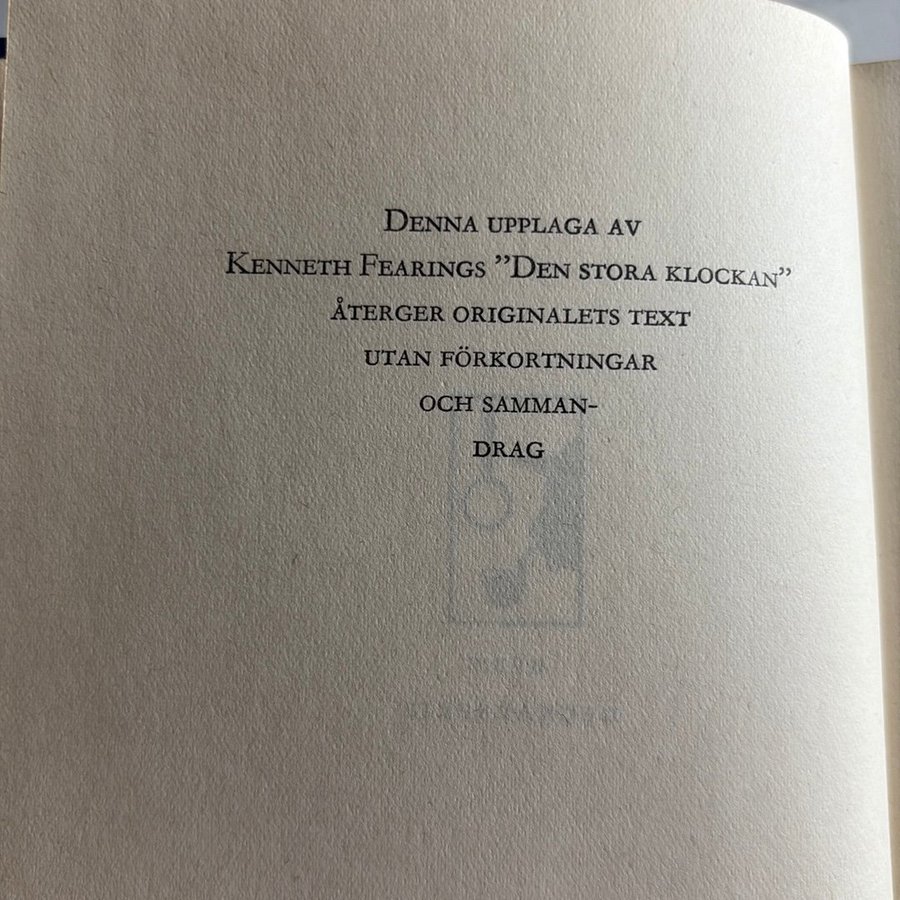 Denna upplaga av
Kenneth Fearings ”Den stora klockan”
återger originalets text
utan förkortningar
och samman-
drag